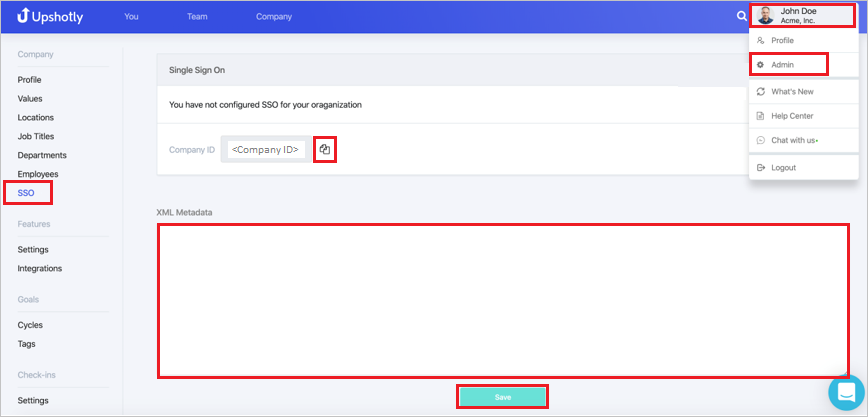 Upshotly
You
Team
Company
John Doe
Acme, Inc.
Profile
Admin
What's New
Help Center
Chat with us
Logout
Company
Profile
Values
Locations
Job Titles
Departments
Employees
SSO
Features
Settings
Integrations
Goals
Cycles
Tags
Check-ins
Settings
Single Sign On
You have not configured SSO for your oraganization
Company ID
<Company ID>
XML Metadata
Save